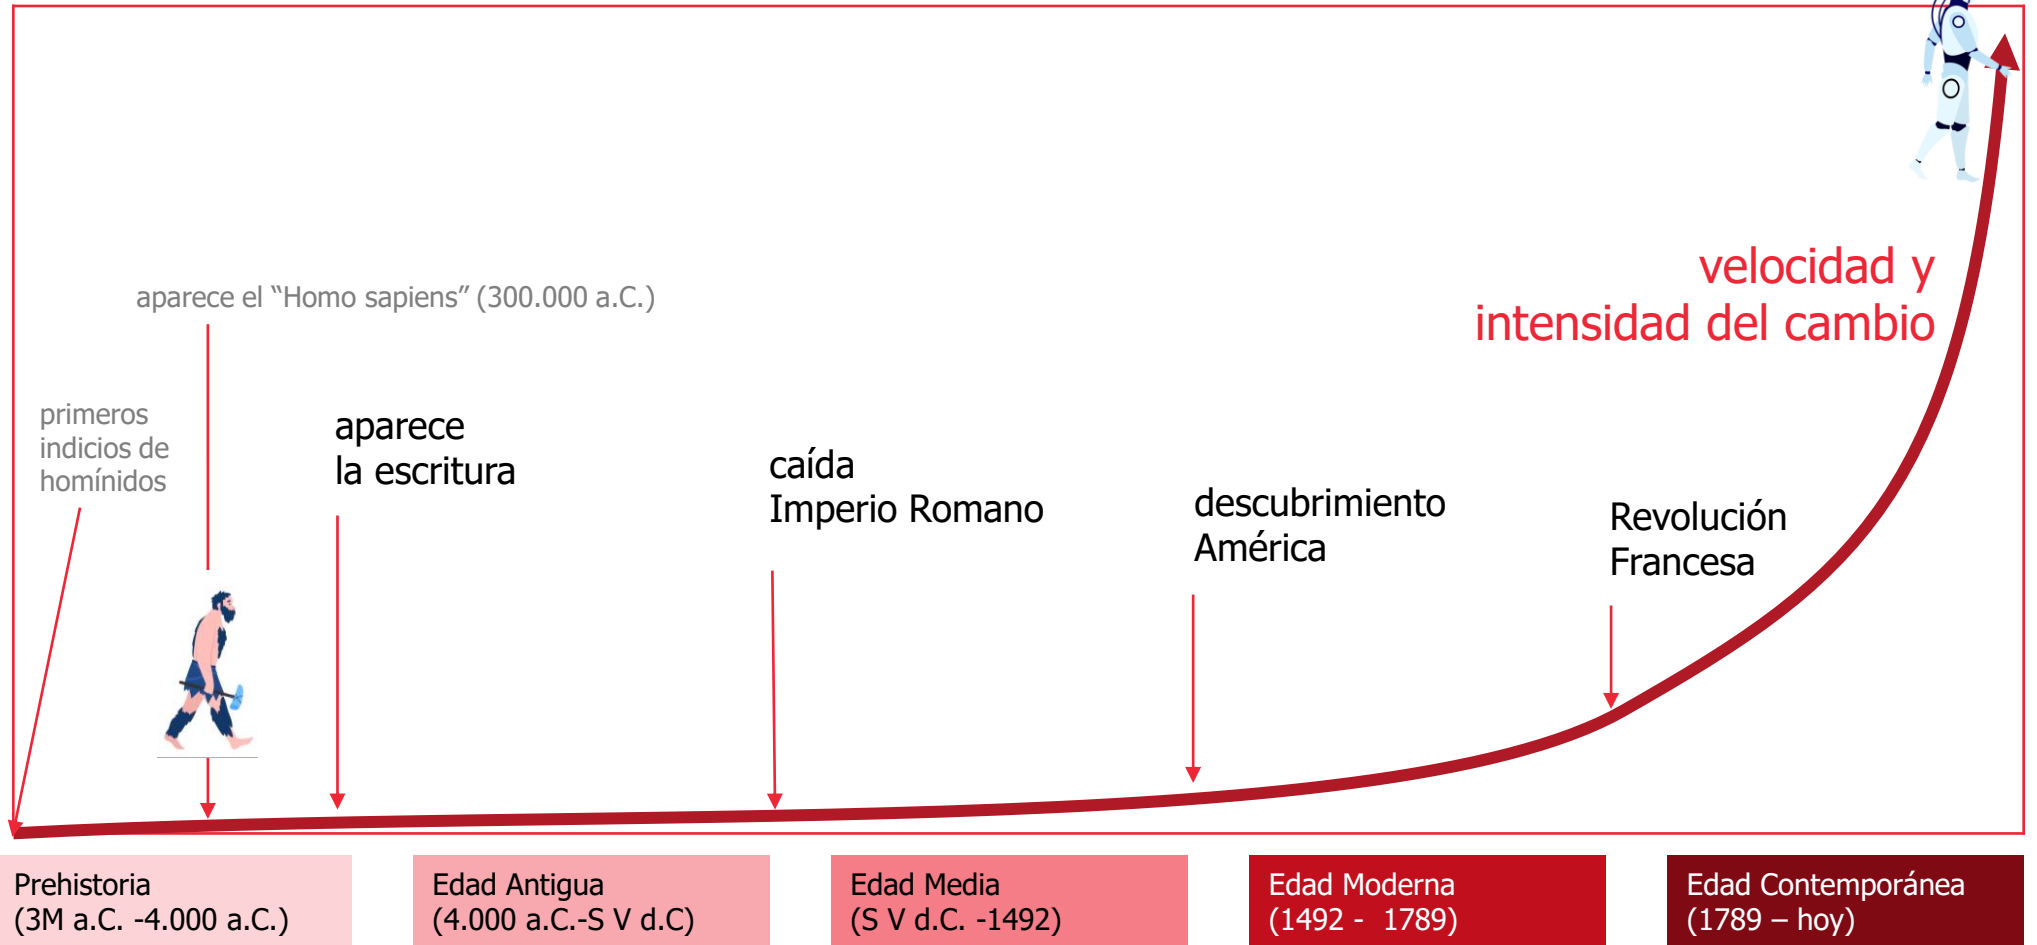 velocidad y
intensidad del cambio
aparece el “Homo sapiens” (300.000 a.C.)
primeros
indicios de
homínidos
aparece
la escritura
caída
Imperio Romano
descubrimiento
América
Revolución
Francesa
Prehistoria
(3M a.C. -4.000 a.C.)
Edad Antigua
(4.000 a.C.-S V d.C)
Edad Media
(S V d.C. -1492)
Edad Moderna
(1492 - 1789)
Edad Contemporánea
(1789 – hoy)